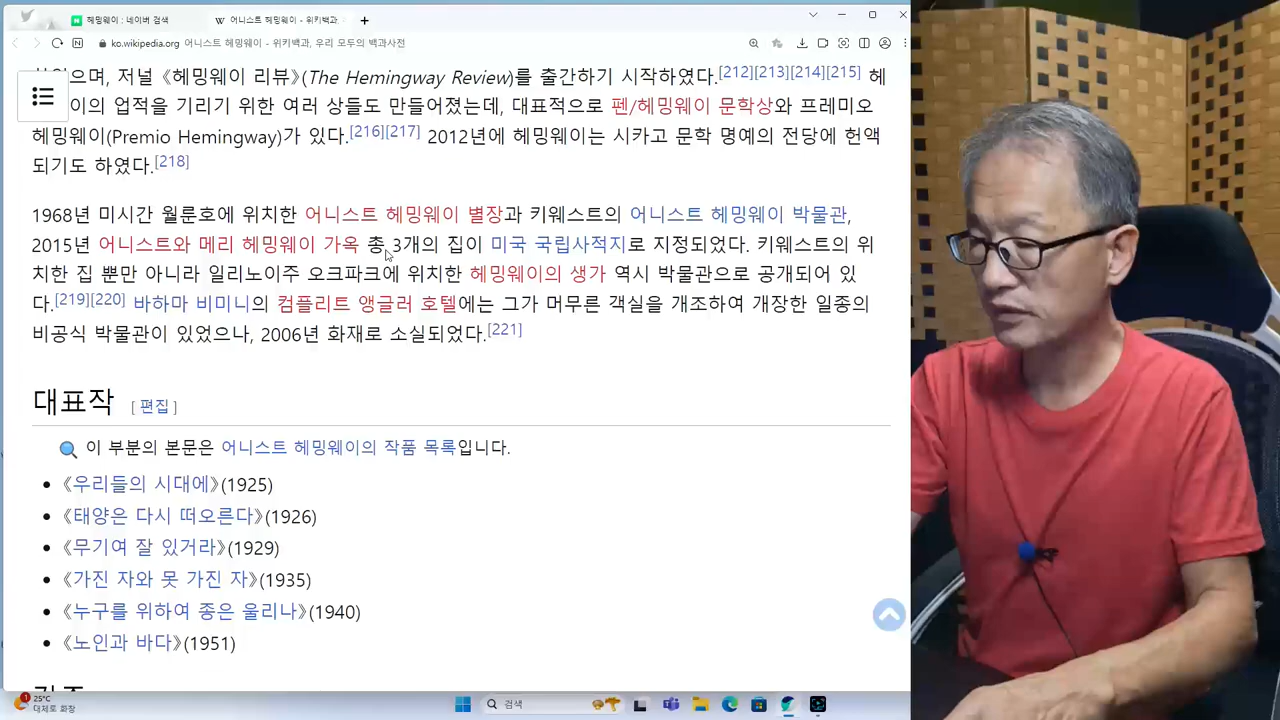 헤밍웨이 : 네이버 검색
어니스트 헤밍웨이 - 위키백과,
ko.wikipedia.org 어니스트 헤밍웨이 - 위키백과, 우리 모두의 백과사전
으며, 저널 《헤밍웨이 리뷰》(The Hemingway Review)를 출간하기 시작하였다.[212][213][214][215] 헤
이의 업적을 기리기 위한 여러 상들도 만들어졌는데, 대표적으로 펜/헤밍웨이 문학상와 프레미오
헤밍웨이(Premio Hemingway)가 있다.[216][217] 2012년에 헤밍웨이는 시카고 문학 명예의 전당에 헌액
되기도 하였다.[218]
1968년 미시간 월룬호에 위치한 어니스트 헤밍웨이 별장과 키웨스트의 어니스트 헤밍웨이 박물관,
2015년 어니스트와 메리 헤밍웨이 가옥 총 3개의 집이 미국 국립사적지로 지정되었다. 키웨스트의 위
치한 집 뿐만 아니라 일리노이주 오크파크에 위치한 헤밍웨이의 생가 역시 박물관으로 공개되어 있
다.[219][220] 바하마 비미니의 컴플리트 앵글러 호텔에는 그가 머무른 객실을 개조하여 개장한 일종의
비공식 박물관이 있었으나, 2006년 화재로 소실되었다.[221]
대표작 [ 편집 ]
이 부분의 본문은 어니스트 헤밍웨이의 작품 목록입니다.
《우리들의 시대에》(1925)
《태양은 다시 떠오른다》(1926)
《무기여 잘 있거라》(1929)
《가진 자와 못 가진 자》(1935)
《누구를 위하여 종은 울리나》(1940)
《노인과 바다》(1951)
1
25°C
대체로 화창
검색